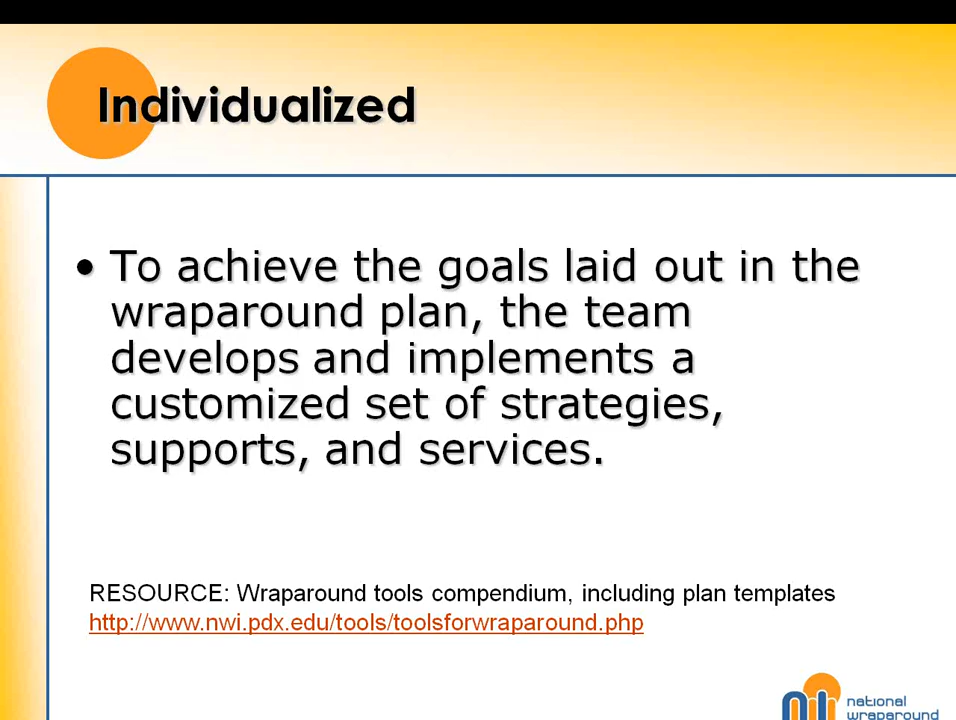 Individualized
• To achieve the goals laid out in the
wraparound plan, the team
develops and implements a
customized set of strategies,
supports, and services.
RESOURCE: Wraparound tools compendium, including plan templates
http://www.nwi.pdx.edu/tools/toolsforwraparound.php
national
wraparound